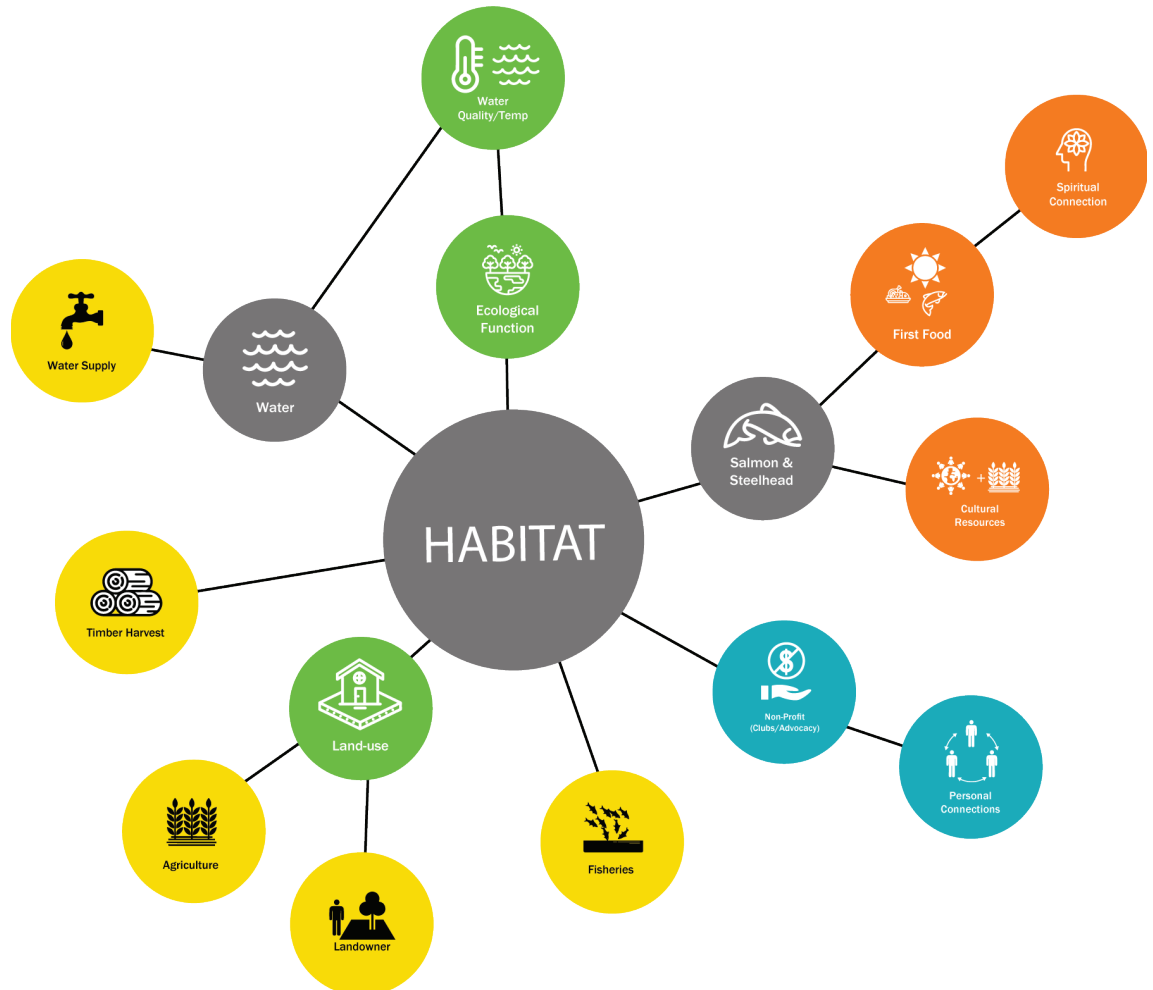 Water
Quality/Temp
Spiritual
Connection
Ecological
Function
First Food
Water Supply
Water
Salmon &
Steelhead
Cultural
Resources
HABITAT
Timber Harvest
Non-Profit
(Clubs/Advocacy)
Land-use
Personal
Connections
Agriculture
Fisheries
Landowner